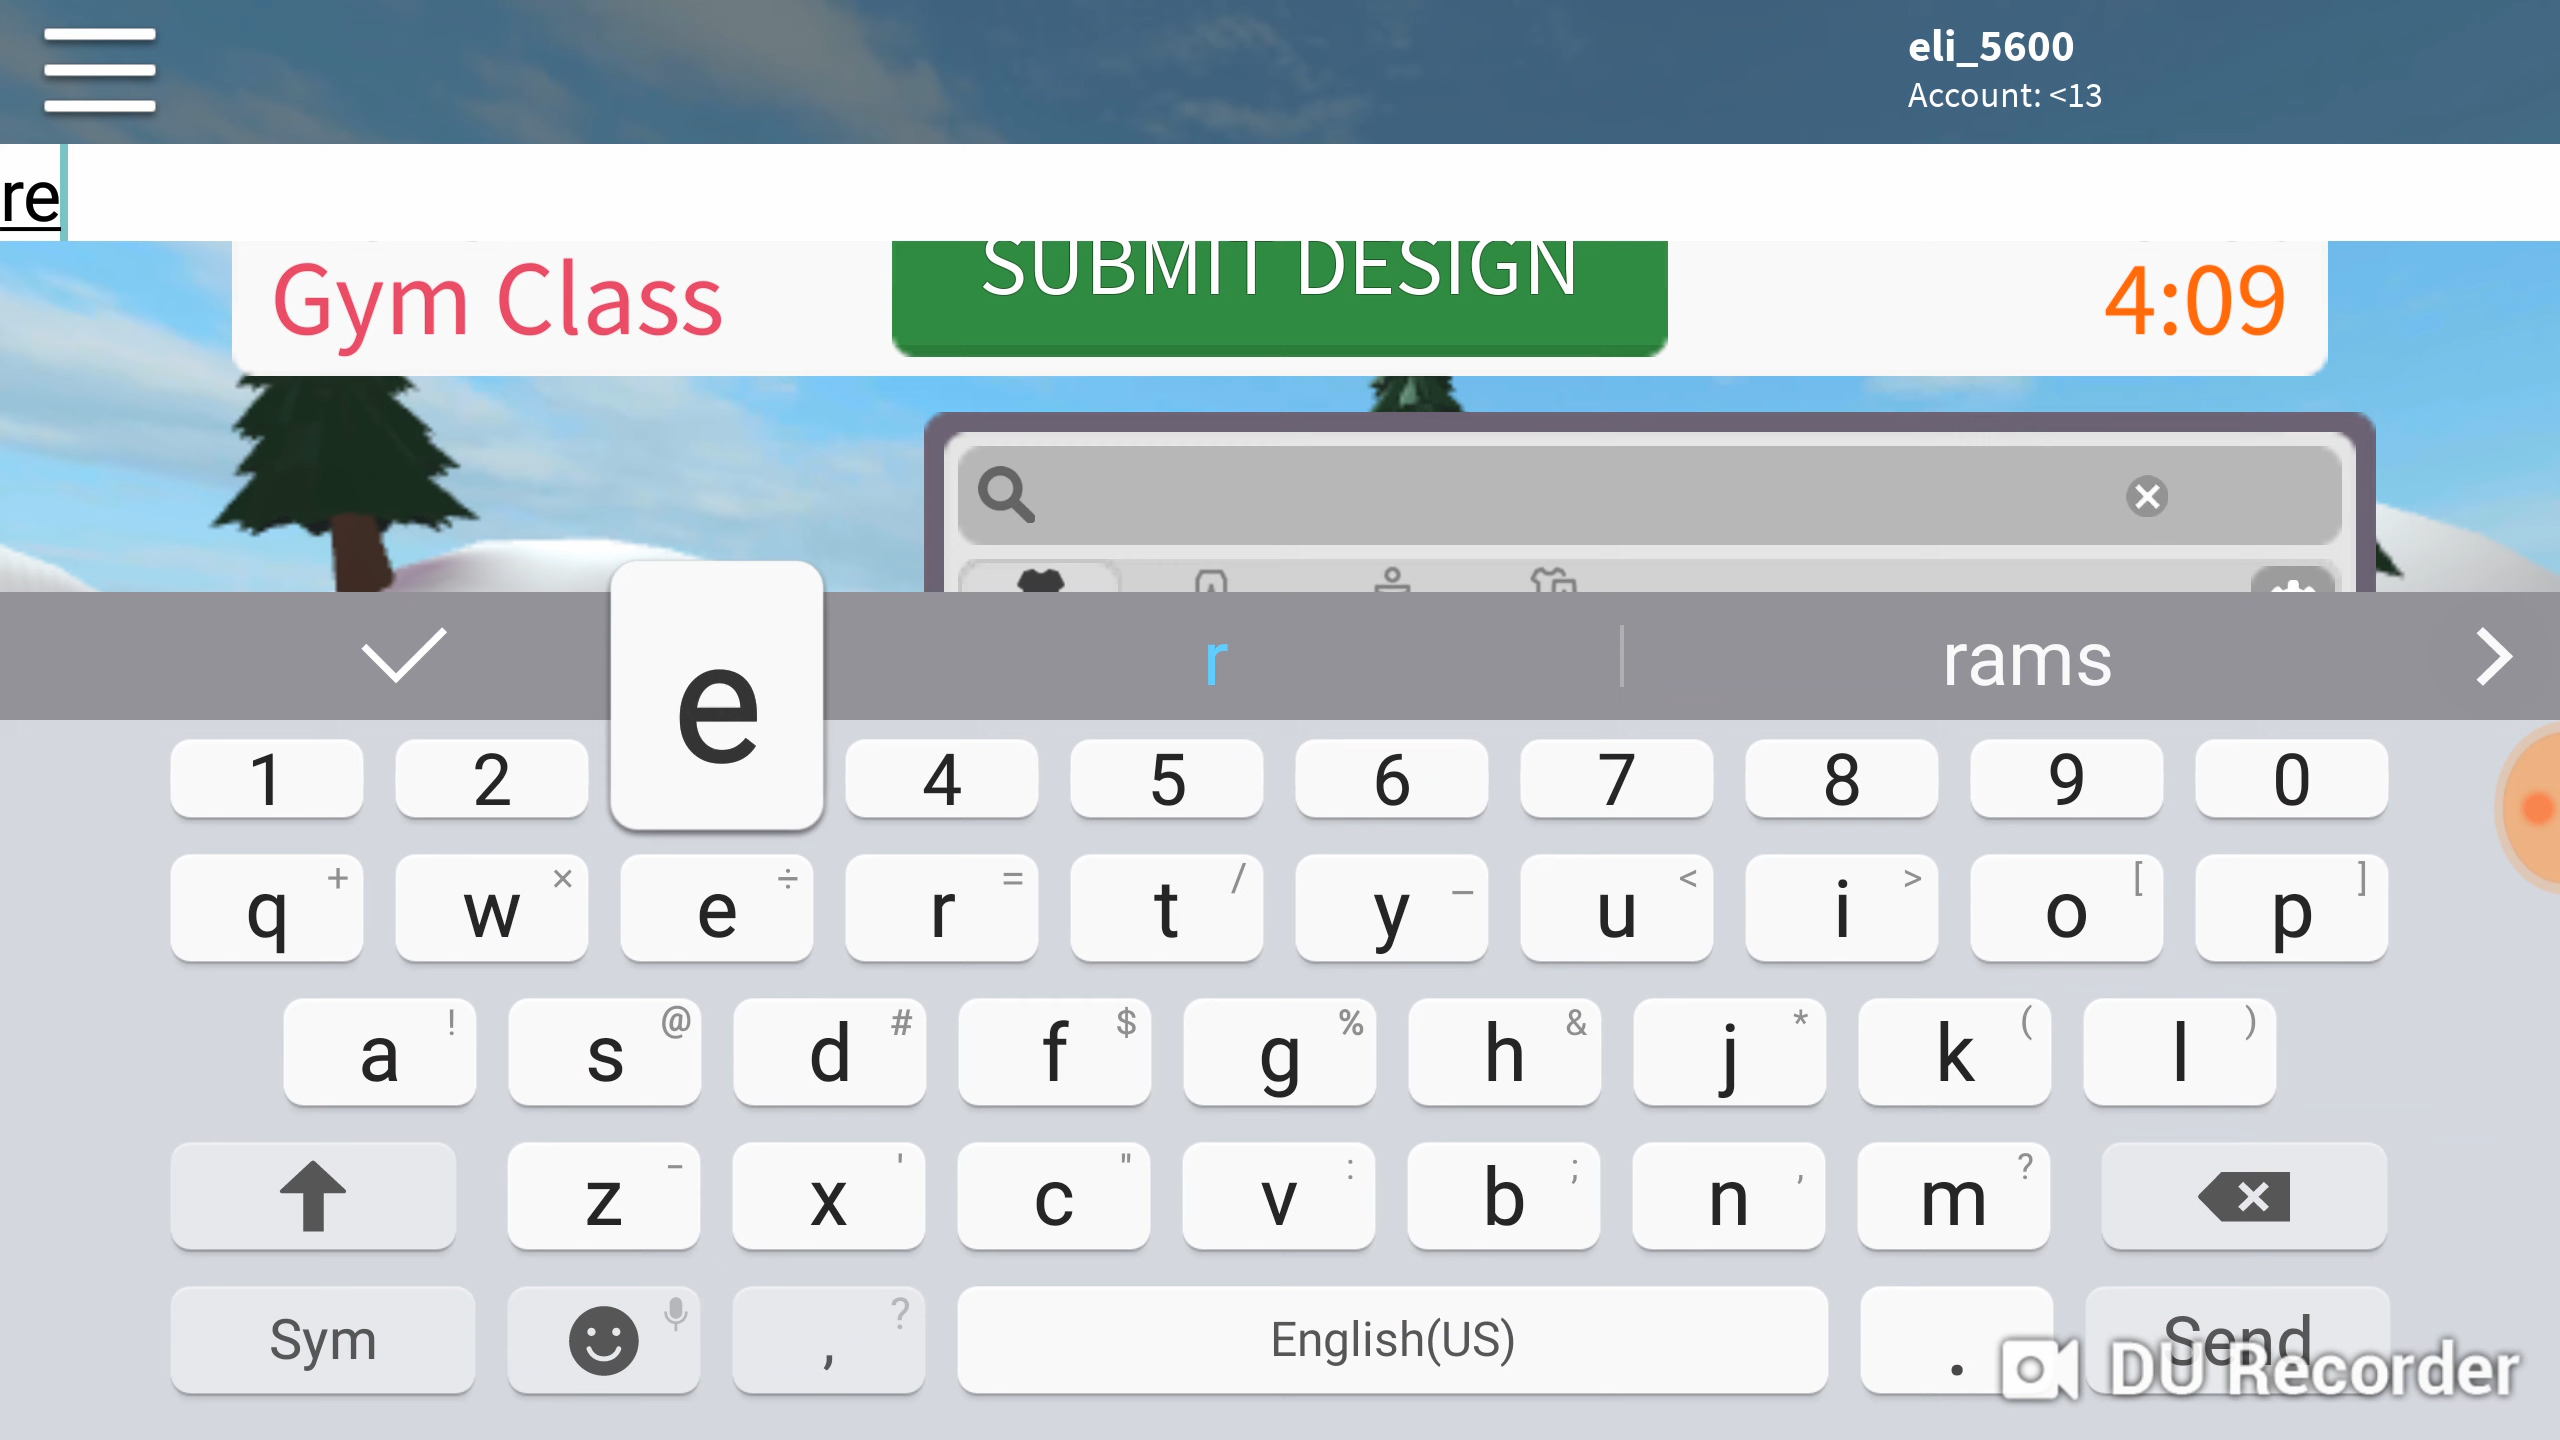 eli_5600
Account: <13
re
SUBMIT DESIGN
Gym Class
4:09
r
rams
e
1 2 4 5 6 7 8 9 0
+ × ÷ = / _ < > [ ]
q w e r t y u i o p
! @ # $ % & * ( )
a s d f g h j k l
- ' " : ; , ?
z x c v b n m
?
Sym , English(US) . Send
DU Recorder